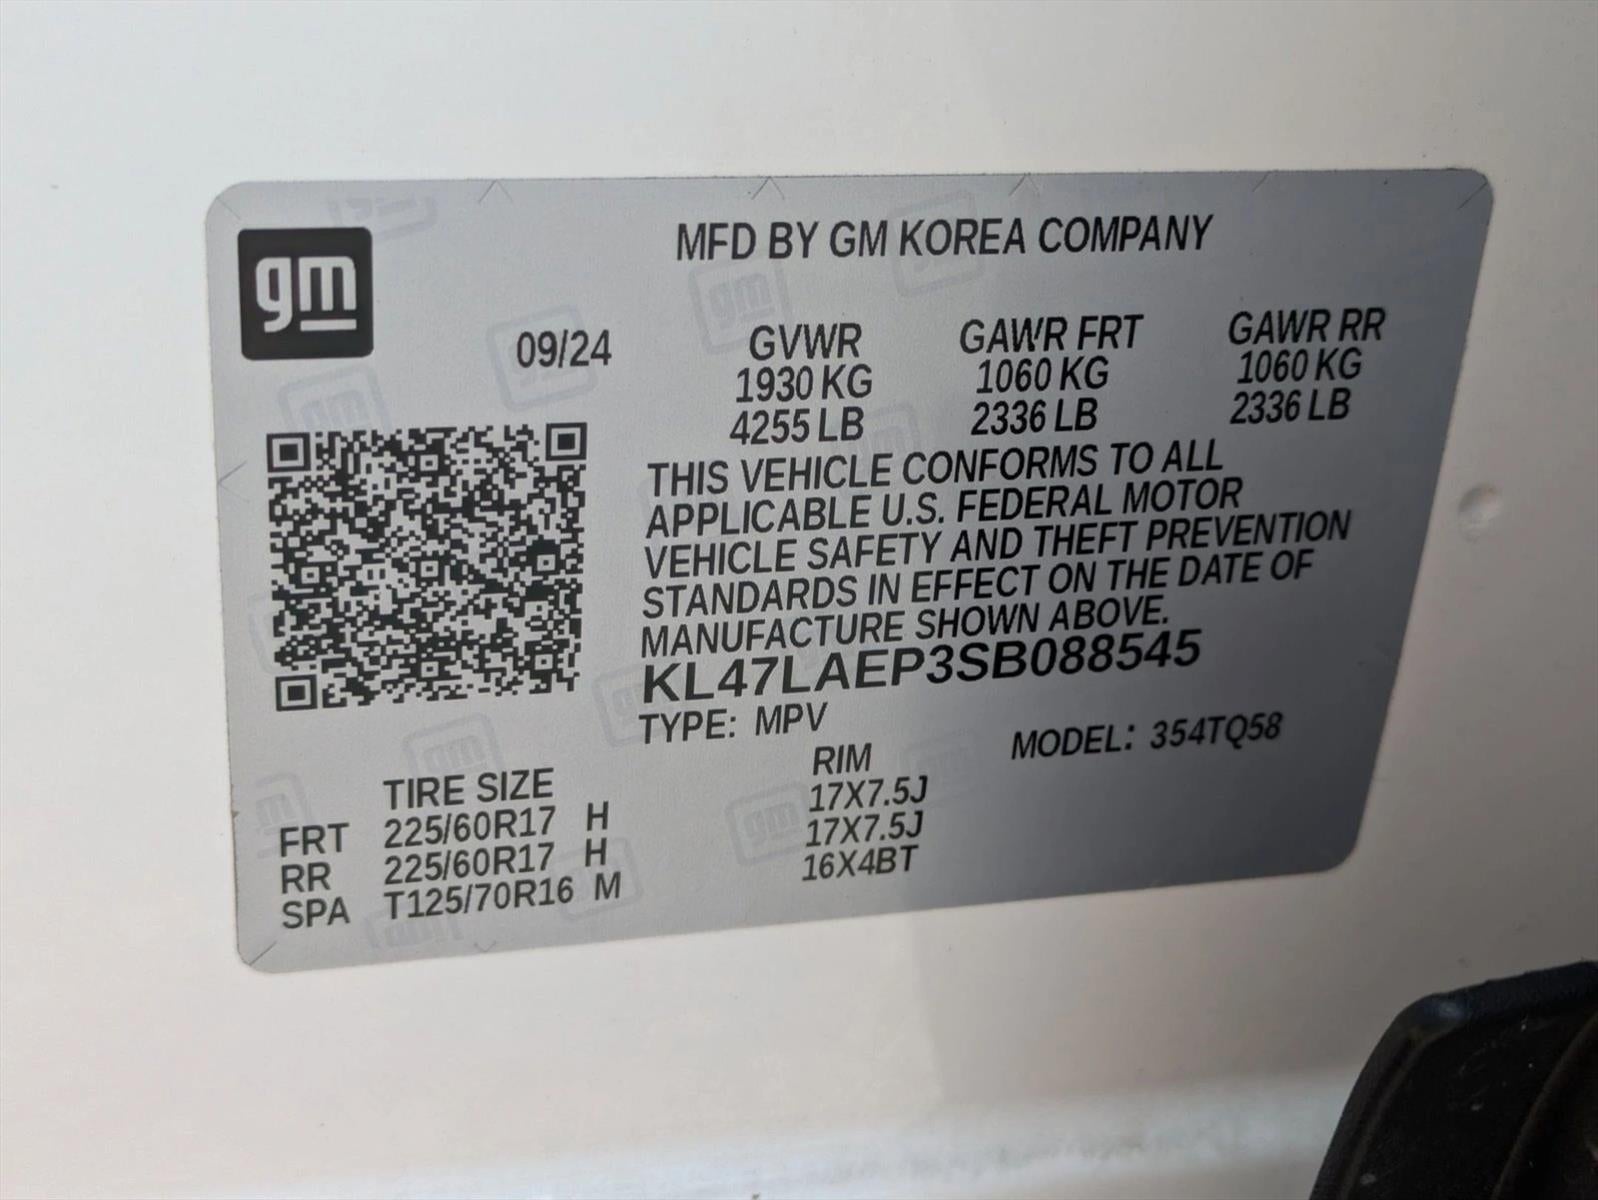 gm
MFD BY GM KOREA COMPANY
09/24 GVWR GAWR FRT GAWR RR
1930 KG 1060 KG 1060 KG
4255 LB 2336 LB 2336 LB
THIS VEHICLE CONFORMS TO ALL
APPLICABLE U.S. FEDERAL MOTOR
VEHICLE SAFETY AND THEFT PREVENTION
STANDARDS IN EFFECT ON THE DATE OF
MANUFACTURE SHOWN ABOVE.
KL47LAEP3SB088545
TYPE: MPV MODEL: 354TQ58
TIRE SIZE RIM
FRT 225/60R17 H 17X7.5J
RR 225/60R17 H 17X7.5J
SPA T125/70R16 M 16X4BT